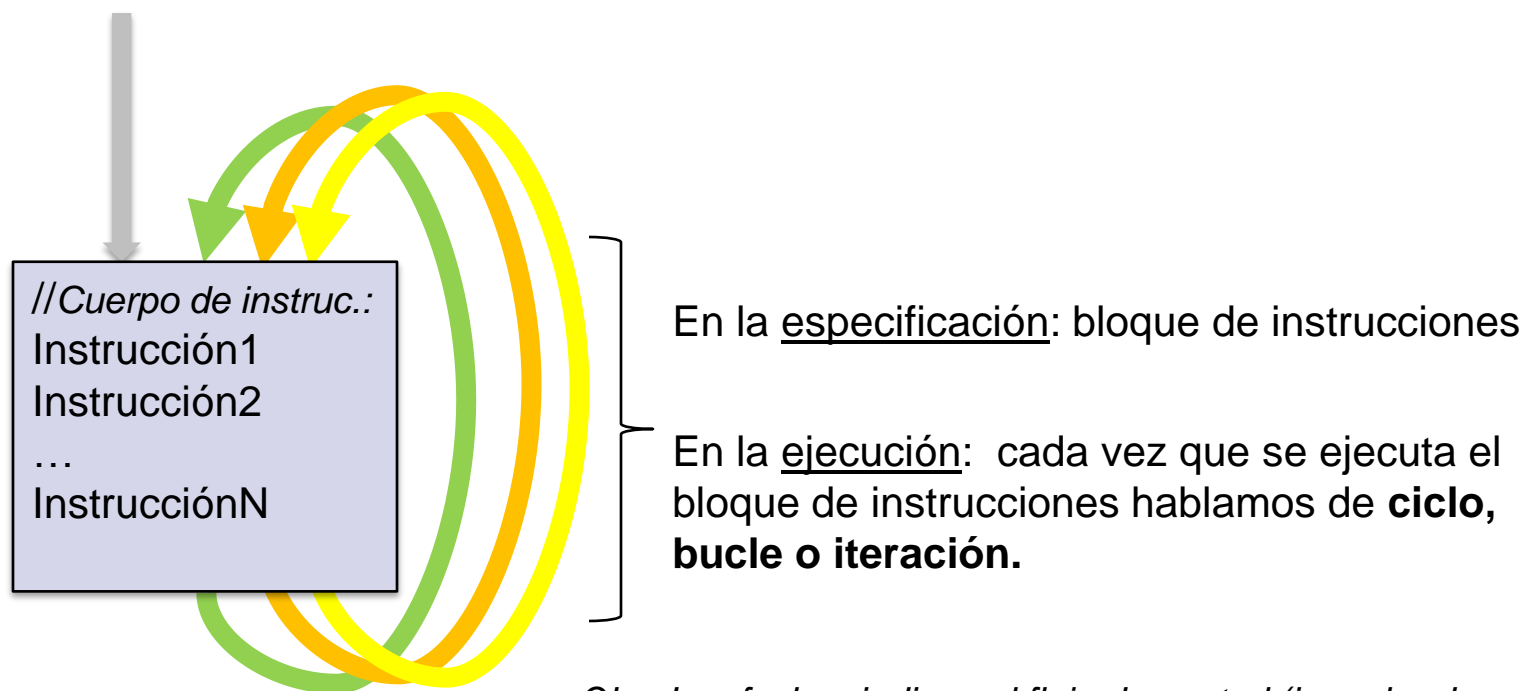 //Cuerpo de instruc.:
Instrucción1
Instrucción2
…
InstrucciónN
En la especificación: bloque de instrucciones
En la ejecución:  cada vez que se ejecuta el
bloque de instrucciones hablamos de ciclo,
bucle o iteración.